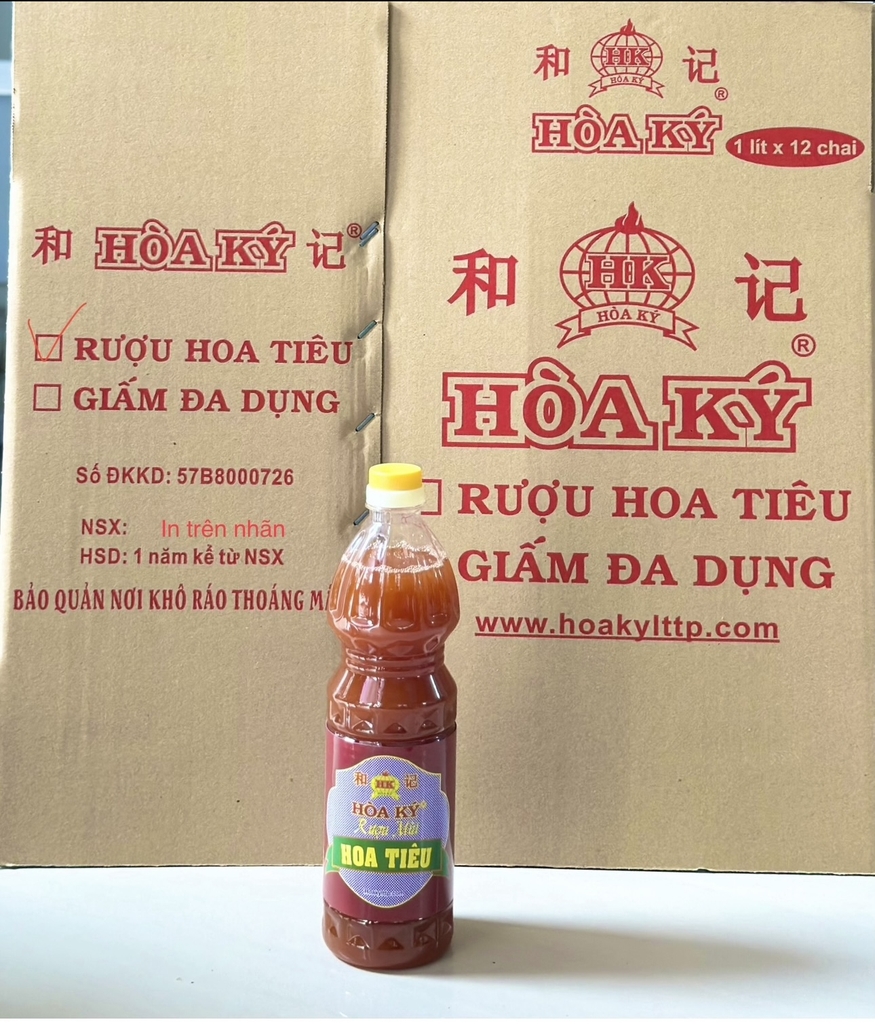 和 HÒA KÝ 记 ®
RƯỢU HOA TIÊU
GIẤM ĐA DỤNG
Số ĐKKD: 57B8000726
NSX: In trên nhãn
HSD: 1 năm kể từ NSX
BẢO QUẢN NƠI KHÔ RÁO THOÁNG
和 HK 记
HÒA KÝ
®
HÒA KÝ
1 lít x 12 chai
和 HK 记
HÒA KÝ
®
HÒA KÝ
RƯỢU HOA TIÊU
GIẤM ĐA DỤNG
www.hoakylttp.com
和 HK 记
HÒA KÝ
Rượu Mùi
HOA TIÊU